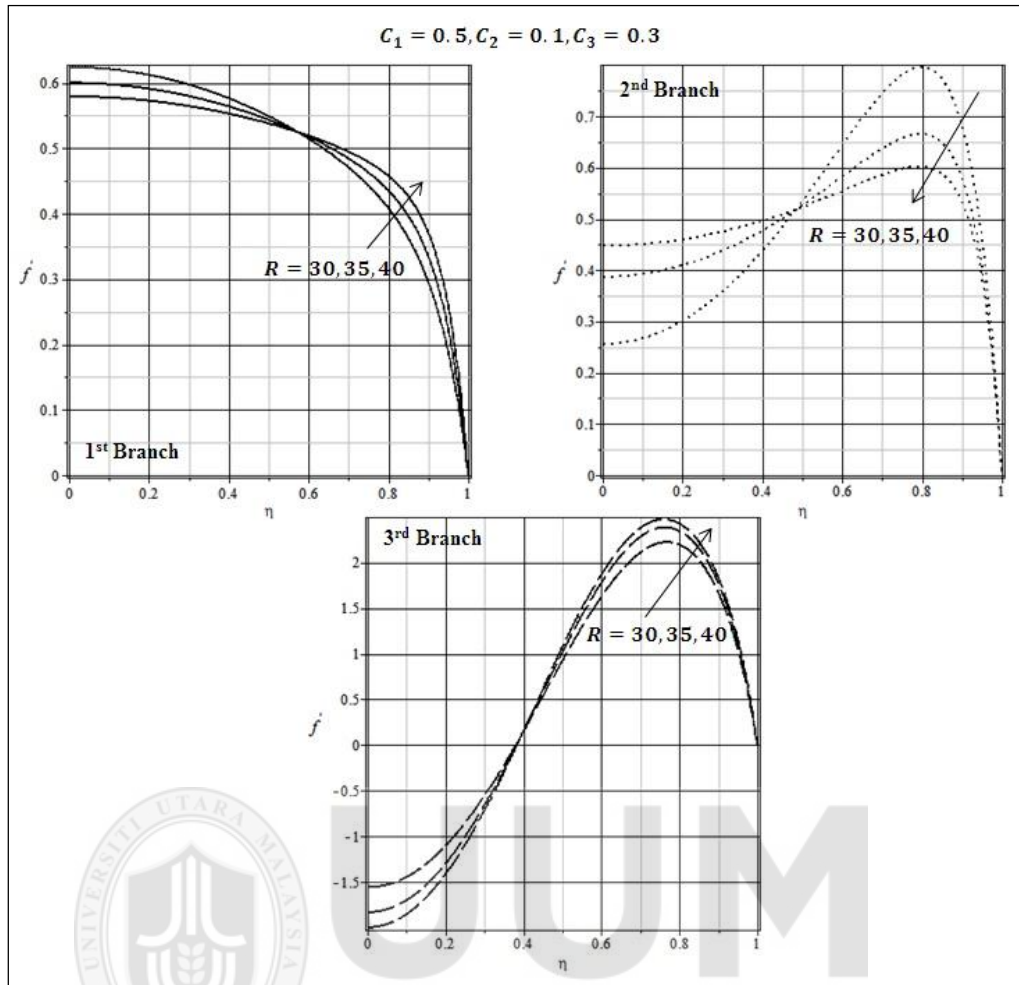 C₁ = 0.5, C₂ = 0.1, C₃ = 0.3
0.6
0.5
0.4
0.3
0.2
0.1
0
f'
R = 30, 35, 40
1st Branch
0 0.2 0.4 0.6 0.8 1
η
2nd Branch
0.7
0.6
0.5
0.4
0.3
0.2
0.1
0
f'
R = 30, 35, 40
0 0.2 0.4 0.6 0.8 1
η
3rd Branch
2
1.5
1
0.5
0
-0.5
-1
-1.5
f'
R = 30, 35, 40
0 0.2 0.4 0.6 0.8 1
η
UNIVERSITI UTARA MALAYSIA
UUM